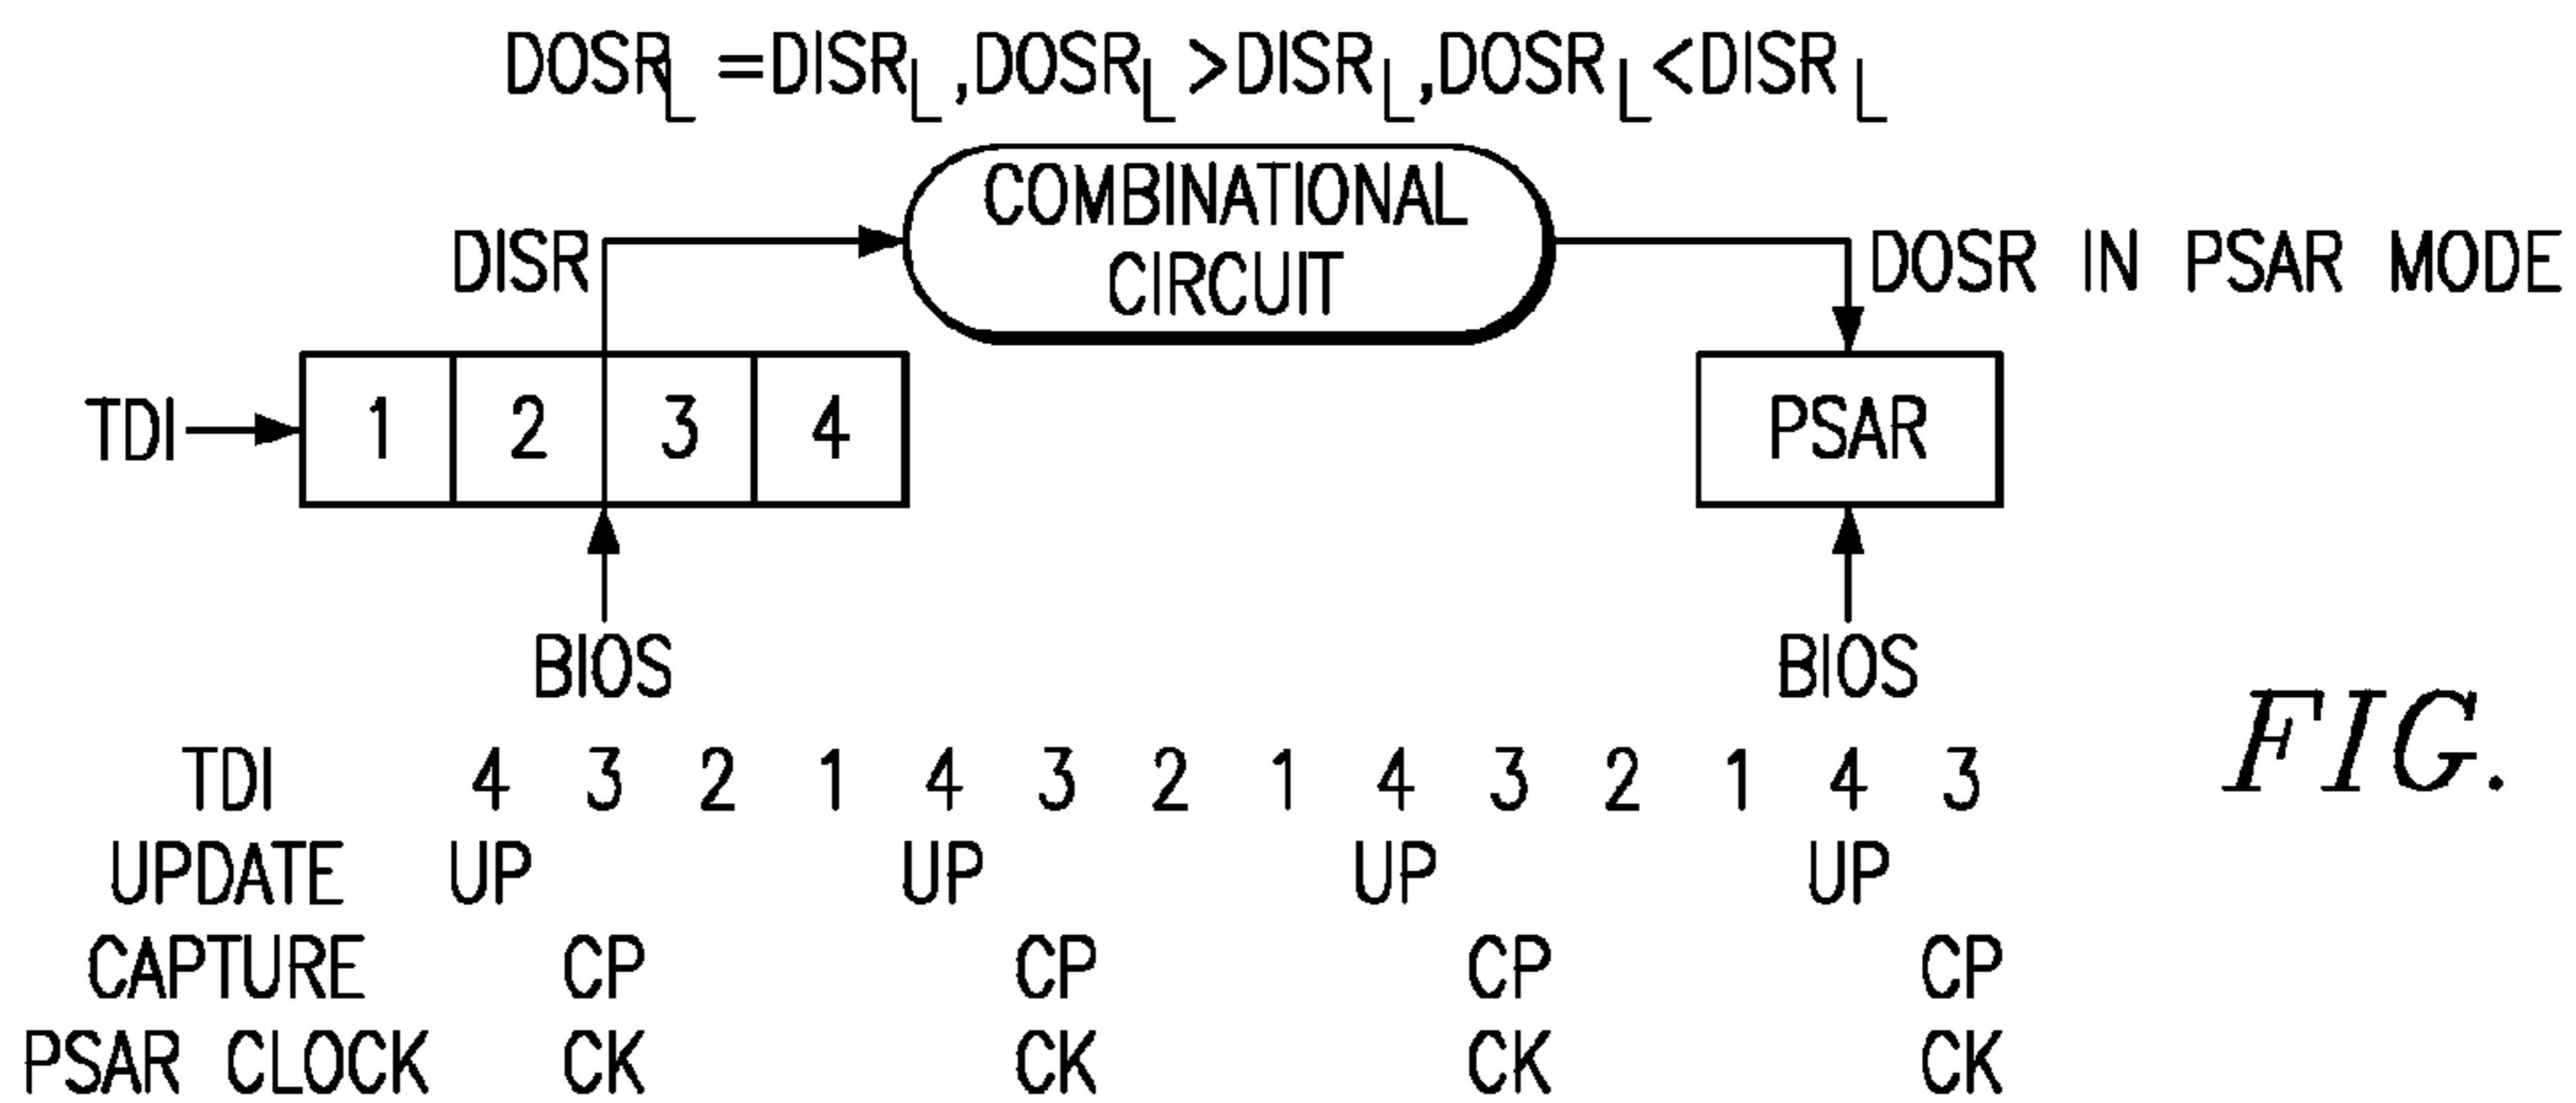 DOSRL =DISRL,DOSRL>DISRL,DOSRL<DISRL
COMBINATIONAL
CIRCUIT
DISR
DOSR IN PSAR MODE
TDI 1 2 3 4 PSAR
BIOS BIOS
FIG.
TDI 4 3 2 1 4 3 2 1 4 3 2 1 4 3
UPDATE UP UP UP UP
CAPTURE CP CP CP CP
PSAR CLOCK CK CK CK CK